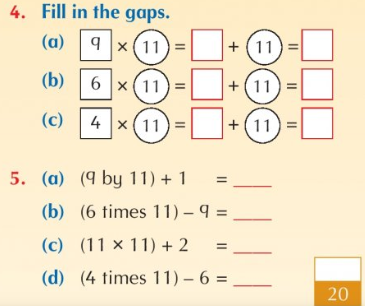 4. Fill in the gaps.
(a) 9 × 11 = + 11 =
(b) 6 × 11 = + 11 =
(c) 4 × 11 = + 11 =
5. (a) (9 by 11) + 1 = ____
(b) (6 times 11) – 9 = ____
(c) (11 × 11) + 2 = ____
(d) (4 times 11) – 6 = ____
20